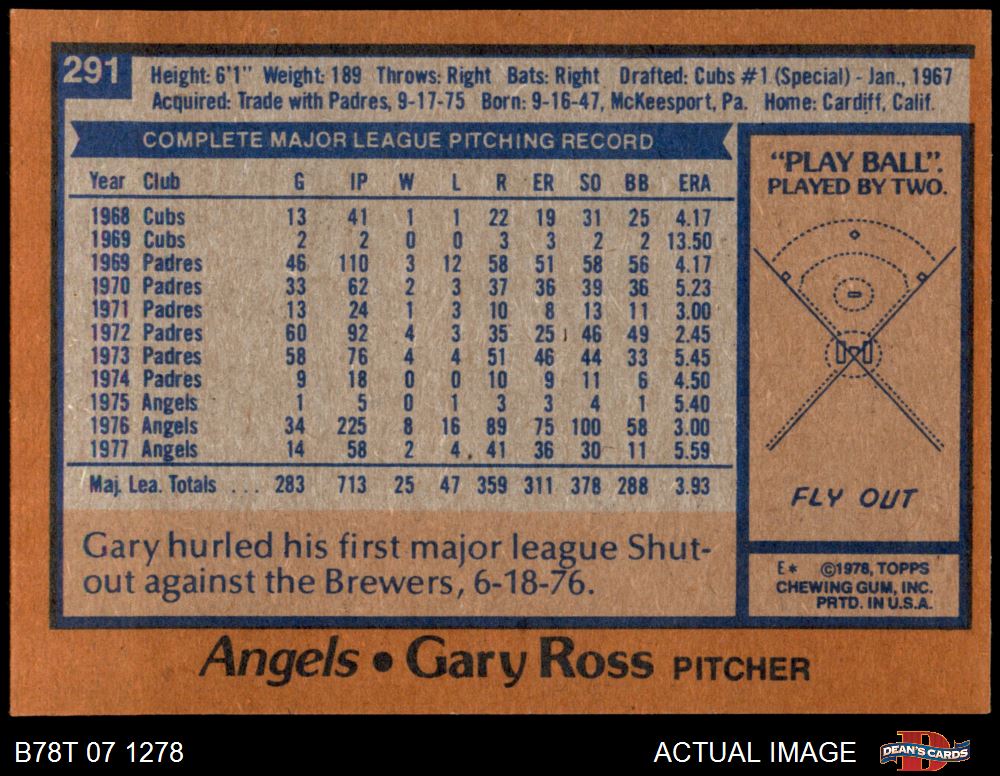 291
Height: 6'1" Weight: 189 Throws: Right Bats: Right Drafted: Cubs #1 (Special) - Jan., 1967
Acquired: Trade with Padres, 9-17-75 Born: 9-16-47, McKeesport, Pa. Home: Cardiff, Calif.
COMPLETE MAJOR LEAGUE PITCHING RECORD
Year Club G IP W L R ER SO BB ERA
1968 Cubs 13 41 1 1 22 19 31 25 4.17
1969 Cubs 2 2 0 0 3 3 2 2 13.50
1969 Padres 46 110 3 12 58 51 58 56 4.17
1970 Padres 33 62 2 3 37 36 39 36 5.23
1971 Padres 13 24 1 3 10 8 13 11 3.00
1972 Padres 60 92 4 3 35 25 46 49 2.45
1973 Padres 58 76 4 4 51 46 44 33 5.45
1974 Padres 9 18 0 0 10 9 11 6 4.50
1975 Angels 1 5 0 1 3 3 4 1 5.40
1976 Angels 34 225 8 16 89 75 100 58 3.00
1977 Angels 14 58 2 4 41 36 30 11 5.59
Maj. Lea. Totals ... 283 713 25 47 359 311 378 288 3.93
Gary hurled his first major league Shut-
out against the Brewers, 6-18-76.
"PLAY BALL".
PLAYED BY TWO.
FLY OUT
E* ©1978, TOPPS
CHEWING GUM, INC.
PRTD. IN U.S.A.
Angels • Gary Ross PITCHER
B78T 07 1278
ACTUAL IMAGE
D
DEAN'S CARDS